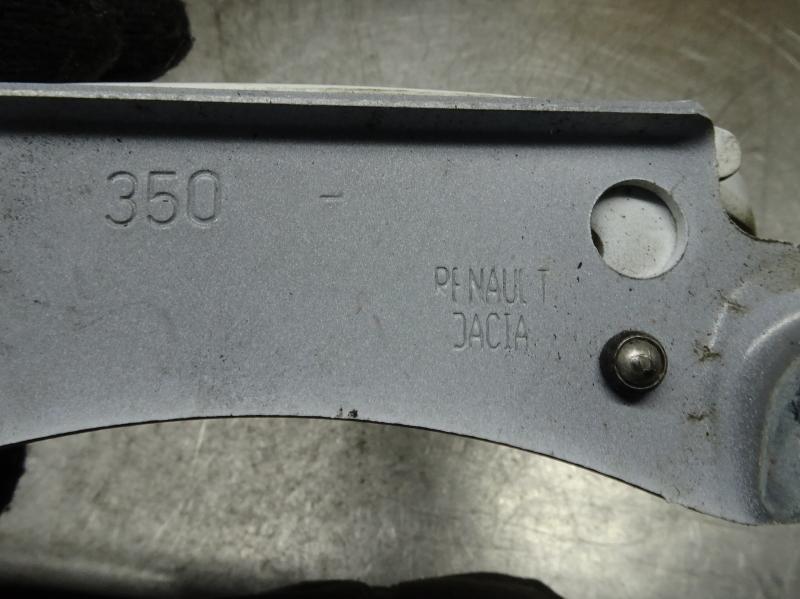 350 -
RENAULT
DACIA